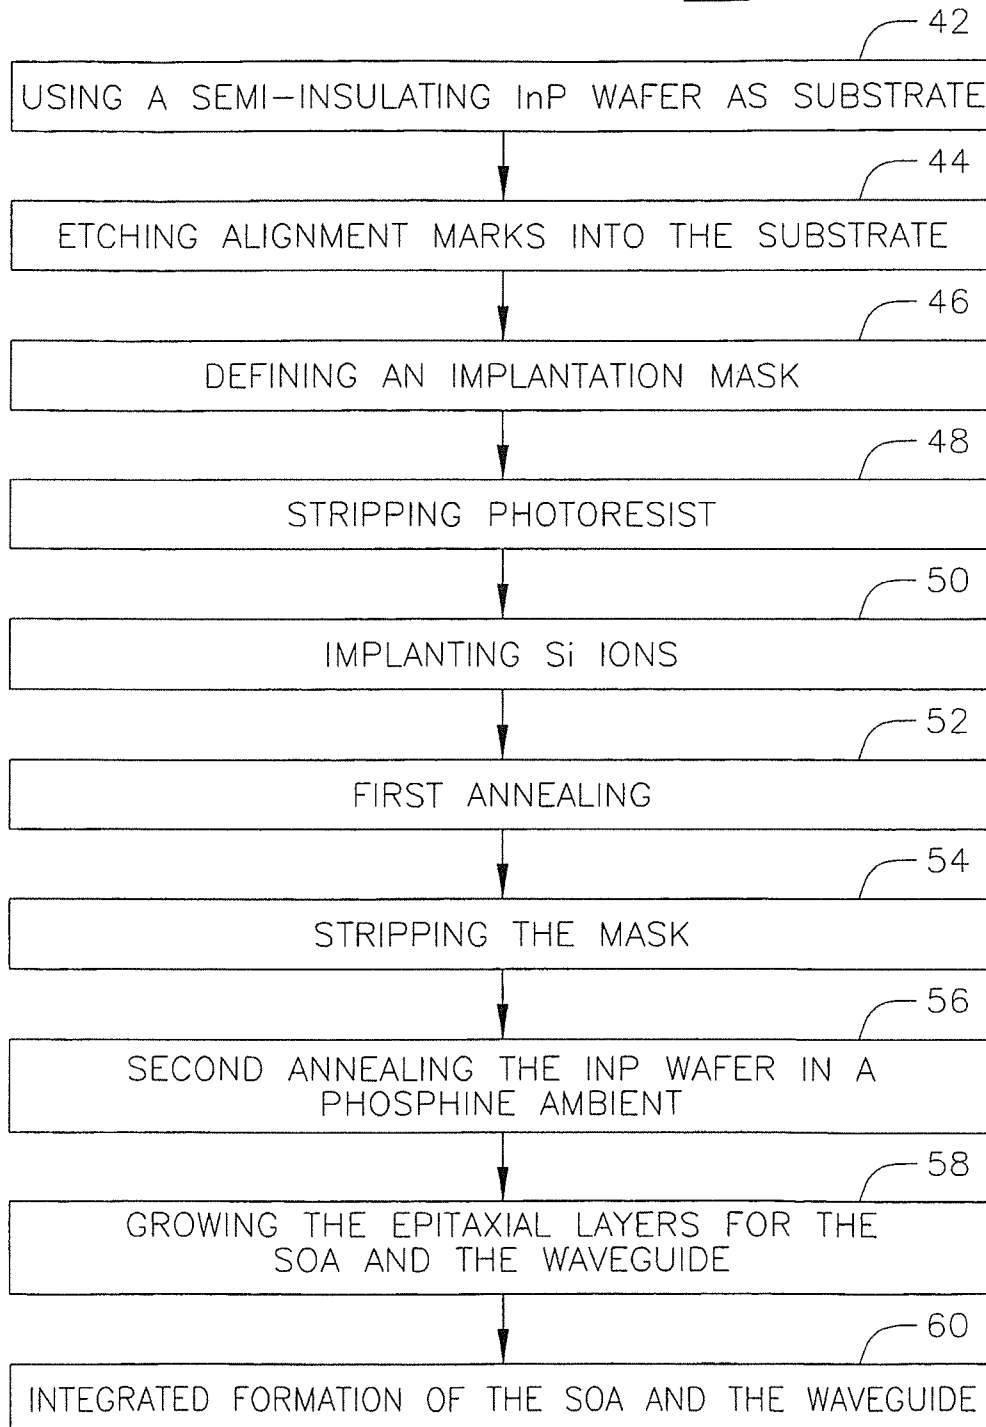 42
USING A SEMI-INSULATING InP WAFER AS SUBSTRATE
44
ETCHING ALIGNMENT MARKS INTO THE SUBSTRATE
46
DEFINING AN IMPLANTATION MASK
48
STRIPPING PHOTORESIST
50
IMPLANTING Si IONS
52
FIRST ANNEALING
54
STRIPPING THE MASK
56
SECOND ANNEALING THE INP WAFER IN A
PHOSPHINE AMBIENT
58
GROWING THE EPITAXIAL LAYERS FOR THE
SOA AND THE WAVEGUIDE
60
INTEGRATED FORMATION OF THE SOA AND THE WAVEGUIDE